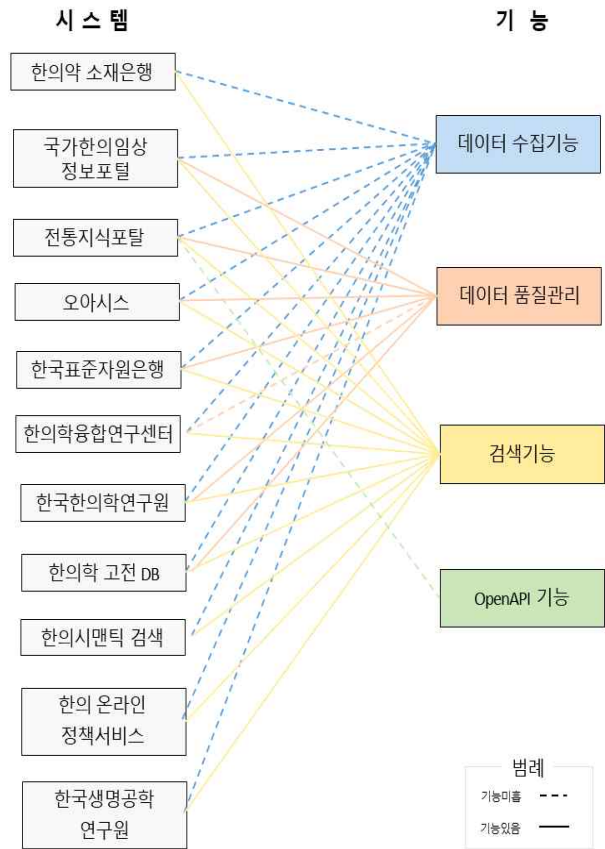 시 스 템
기 능
한의약 소재은행
데이터 수집기능
국가한의임상
정보포털
전통지식포탈
데이터 품질관리
오아시스
한국표준자원은행
한의학융합연구센터
검색기능
한국한의학연구원
한의학 고전 DB
OpenAPI 기능
한의시맨틱 검색
한의 온라인
정책서비스
한국생명공학
연구원
범례
기능미흡
기능있음